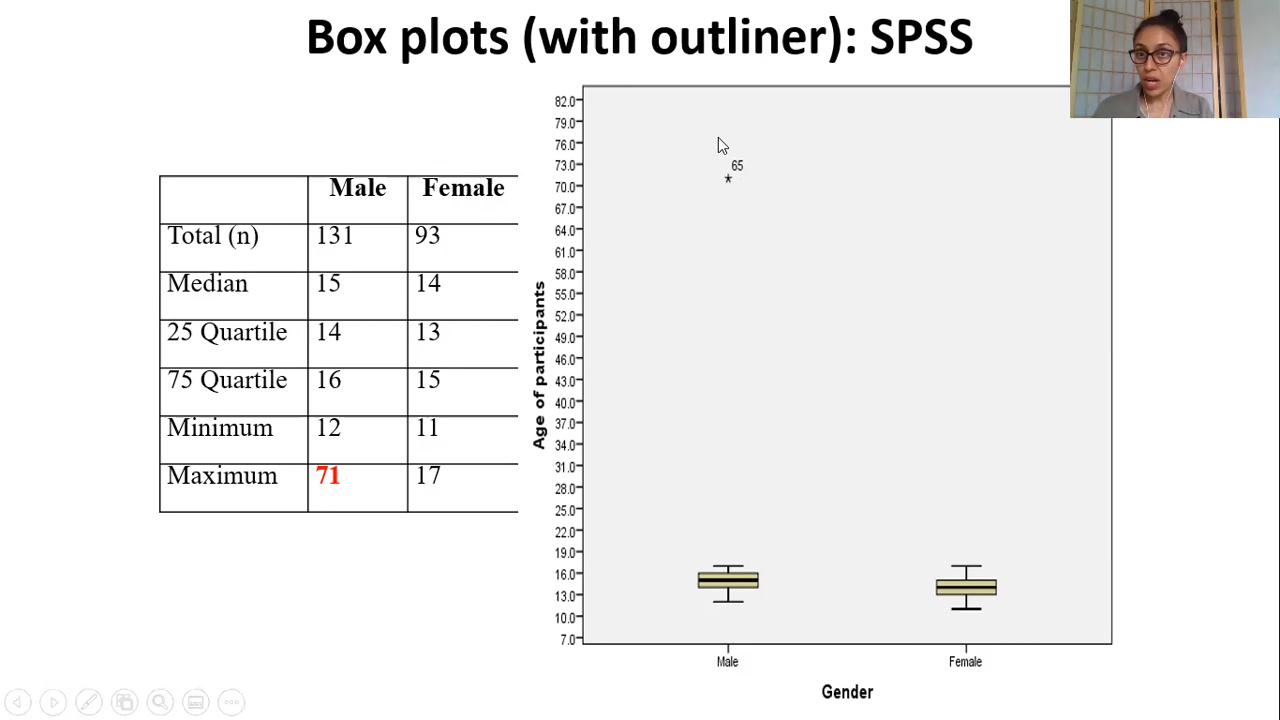 Box plots (with outliner): SPSS
Male Female
Total (n) 131 93
Median 15 14
25 Quartile 14 13
75 Quartile 16 15
Minimum 12 11
Maximum 71 17
Age of participants
82.0
79.0
76.0
73.0
70.0
67.0
64.0
61.0
58.0
55.0
52.0
49.0
46.0
43.0
40.0
37.0
34.0
31.0
28.0
25.0
22.0
19.0
16.0
13.0
10.0
7.0
65
Male Female
Gender